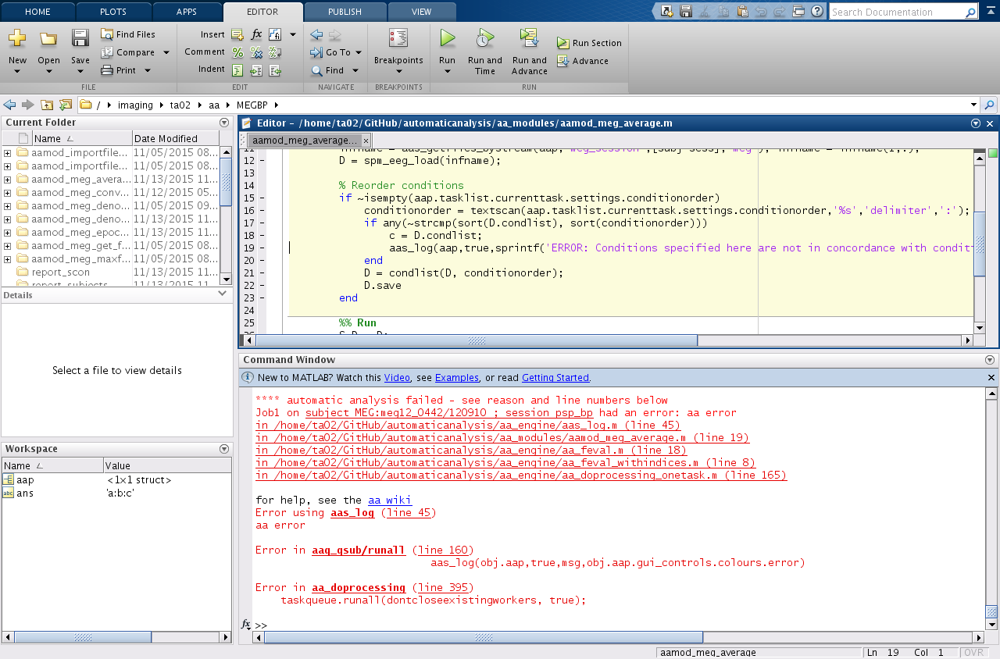 HOME PLOTS APPS EDITOR PUBLISH VIEW Search Documentation
New Open Save Find Files Compare Print
Insert Comment Indent
Go To Find
Breakpoints
Run Run and Time Run and Advance Run Section Advance
FILE EDIT NAVIGATE BREAKPOINTS RUN
/ imaging ta02 aa MEGBP
Current Folder
Name Date Modified
aamod_importfile... 11/05/2015 08...
aamod_importfile... 11/05/2015 08...
aamod_meg_avera... 11/13/2015 11...
aamod_meg_conv... 11/12/2015 05...
aamod_meg_deno... 11/05/2015 09...
aamod_meg_deno... 11/13/2015 11...
aamod_meg_epoc... 11/13/2015 11...
aamod_meg_get_f... 11/05/2015 08...
aamod_meg_maxf... 11/05/2015 08...
report_scon 11/13/2015 11...
report_subjects 11/13/2015 11...
Details
Select a file to view details
Workspace
Name Value
aap <1x1 struct>
ans 'a:b:c'
Editor - /home/ta02/GitHub/automaticanalysis/aa_modules/aamod_meg_average.m
aamod_meg_average...
12 - D = spm_eeg_load(infname);
13
14 % Reorder conditions
15 - if ~isempty(aap.tasklist.currenttask.settings.conditionorder)
16 - conditionorder = textscan(aap.tasklist.currenttask.settings.conditionorder,'%s','delimiter',':');
17 - if any(~strcmp(sort(D.condlist), sort(conditionorder)))
18 - c = D.condlist;
19 - aas_log(aap,true,sprintf('ERROR: Conditions specified here are not in concordance with condit
20 - end
21 - D = condlist(D, conditionorder);
22 - D.save
23 - end
24
25 %% Run
Command Window
New to MATLAB? Watch this Video, see Examples, or read Getting Started.
**** automatic analysis failed - see reason and line numbers below
Job1 on subject MEG:meg12_0442/120910 ; session psp_bp had an error: aa error
in /home/ta02/GitHub/automaticanalysis/aa_engine/aas_log.m (line 45)
in /home/ta02/GitHub/automaticanalysis/aa_modules/aamod_meg_average.m (line 19)
in /home/ta02/GitHub/automaticanalysis/aa_engine/aa_feval.m (line 18)
in /home/ta02/GitHub/automaticanalysis/aa_engine/aa_feval_withindices.m (line 8)
in /home/ta02/GitHub/automaticanalysis/aa_engine/aa_doprocessing_onetask.m (line 165)
for help, see the aa wiki
Error using aas_log (line 45)
aa error
Error in aaq_qsub/runall (line 160)
aas_log(obj.aap,true,msg,obj.aap.gui_controls.colours.error)
Error in aa_doprocessing (line 395)
taskqueue.runall(dontcloseexistingworkers, true);
fx >>
aamod_meg_average Ln 19 Col 1 OVR